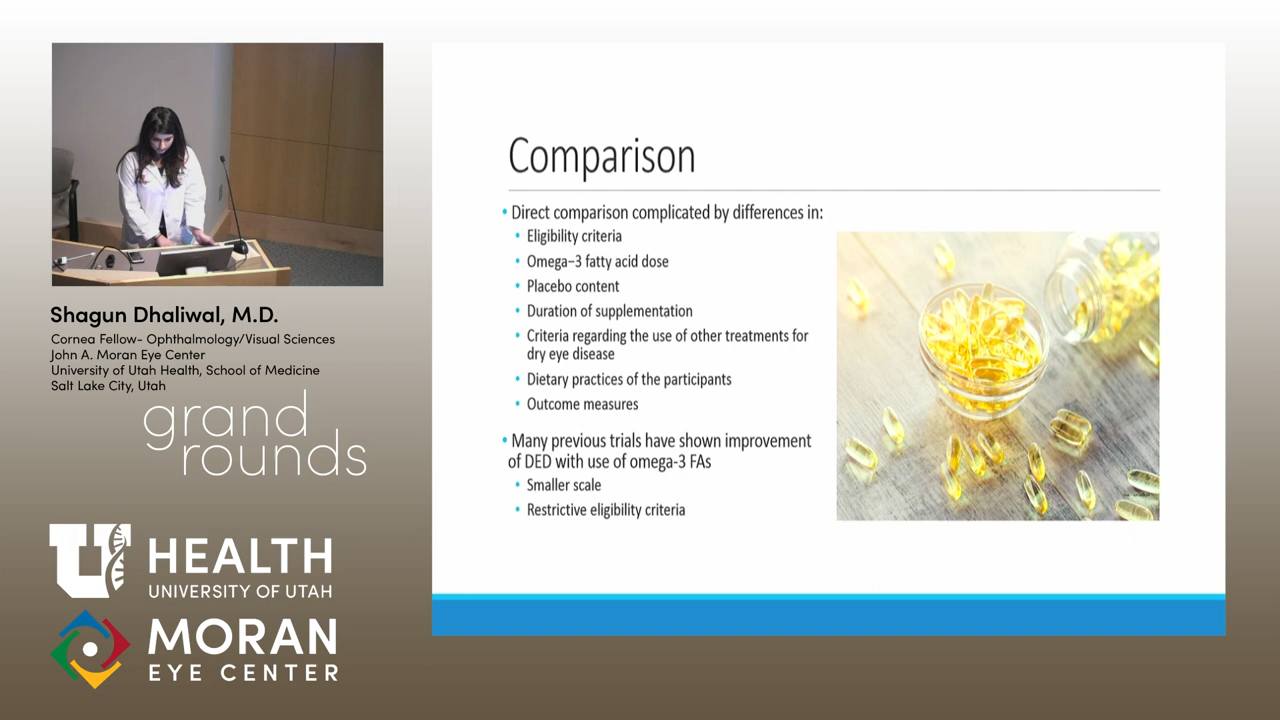 Shagun Dhaliwal, M.D.
Cornea Fellow- Ophthalmology/Visual Sciences
John A. Moran Eye Center
University of Utah Health, School of Medicine
Salt Lake City, Utah
grand
rounds
U HEALTH
UNIVERSITY OF UTAH
MORAN
EYE CENTER
Comparison
• Direct comparison complicated by differences in:
• Eligibility criteria
• Omega-3 fatty acid dose
• Placebo content
• Duration of supplementation
• Criteria regarding the use of other treatments for
dry eye disease
• Dietary practices of the participants
• Outcome measures
• Many previous trials have shown improvement
of DED with use of omega-3 FAs
• Smaller scale
• Restrictive eligibility criteria